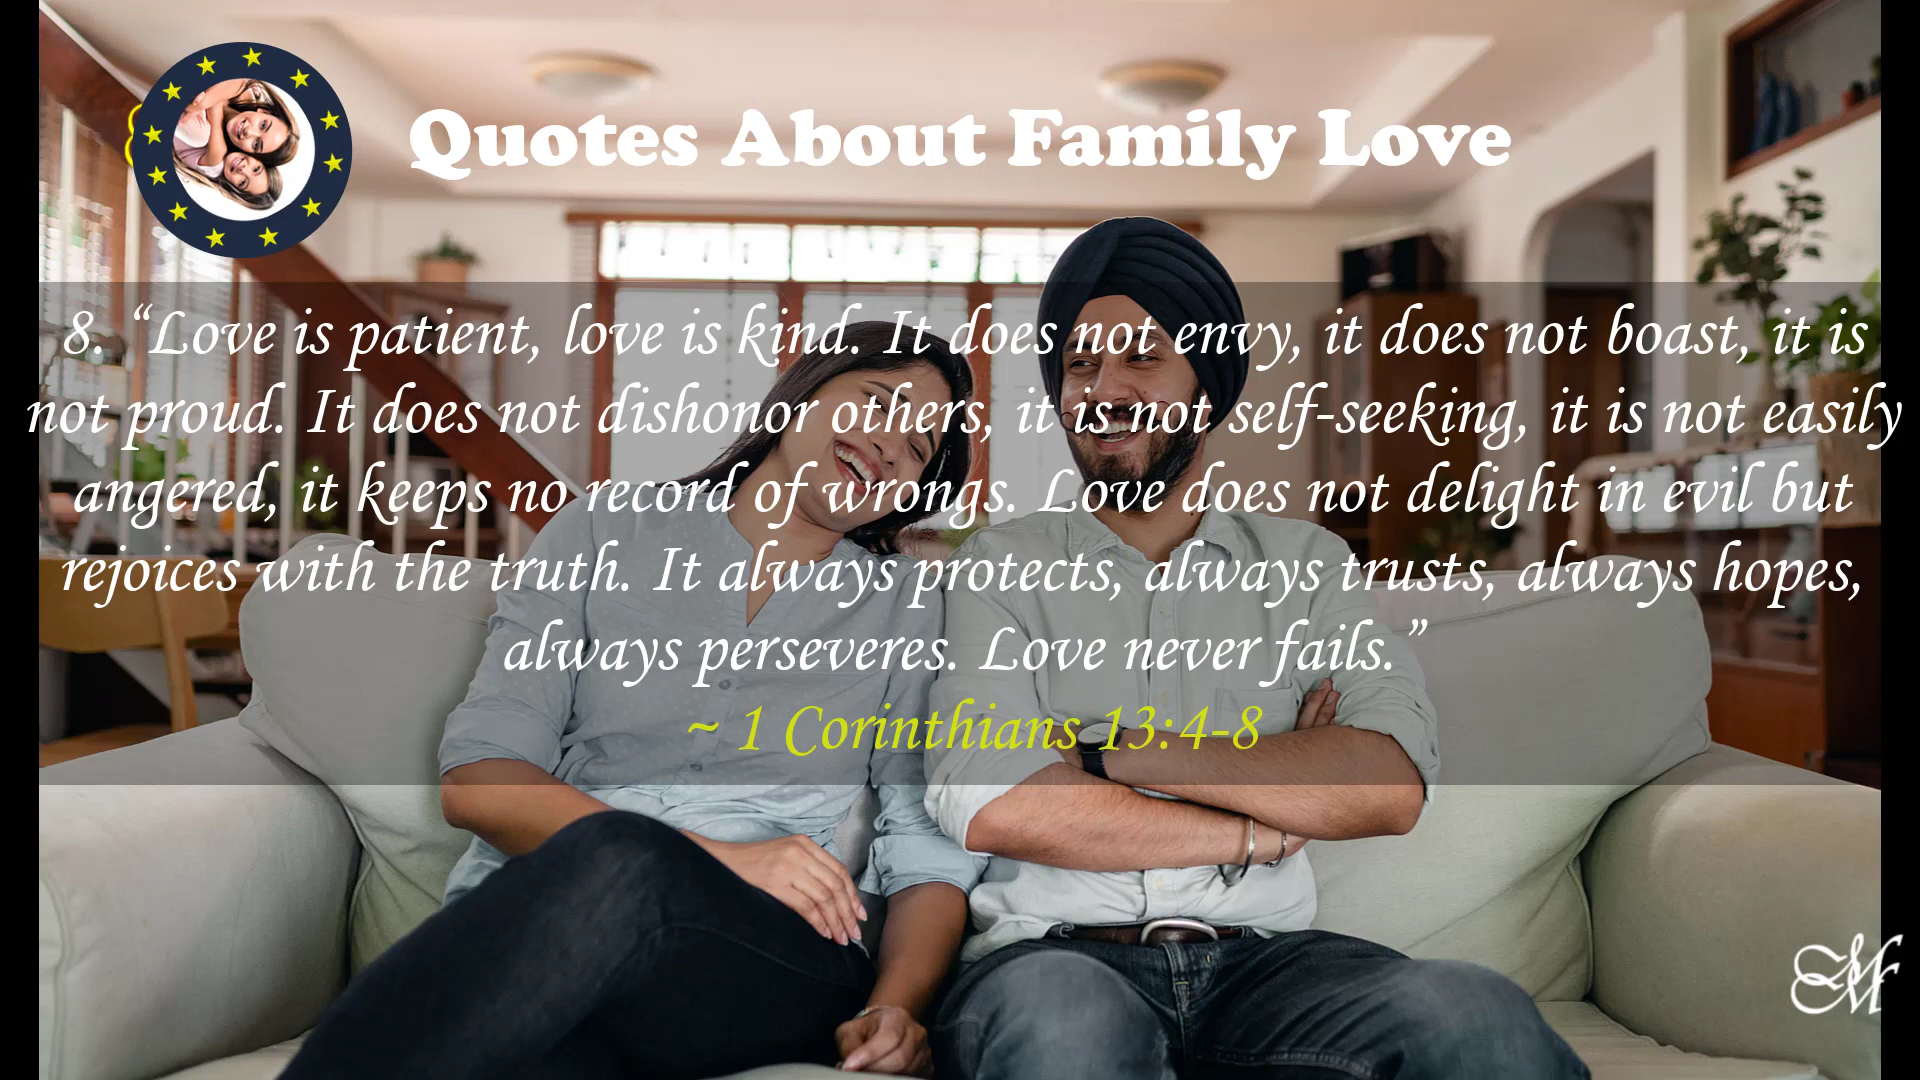 Quotes About Family Love
8. “Love is patient, love is kind. It does not envy, it does not boast, it is
not proud. It does not dishonor others, it is not self-seeking, it is not easily
angered, it keeps no record of wrongs. Love does not delight in evil but
rejoices with the truth. It always protects, always trusts, always hopes,
always perseveres. Love never fails.”
~ 1 Corinthians 13:4-8